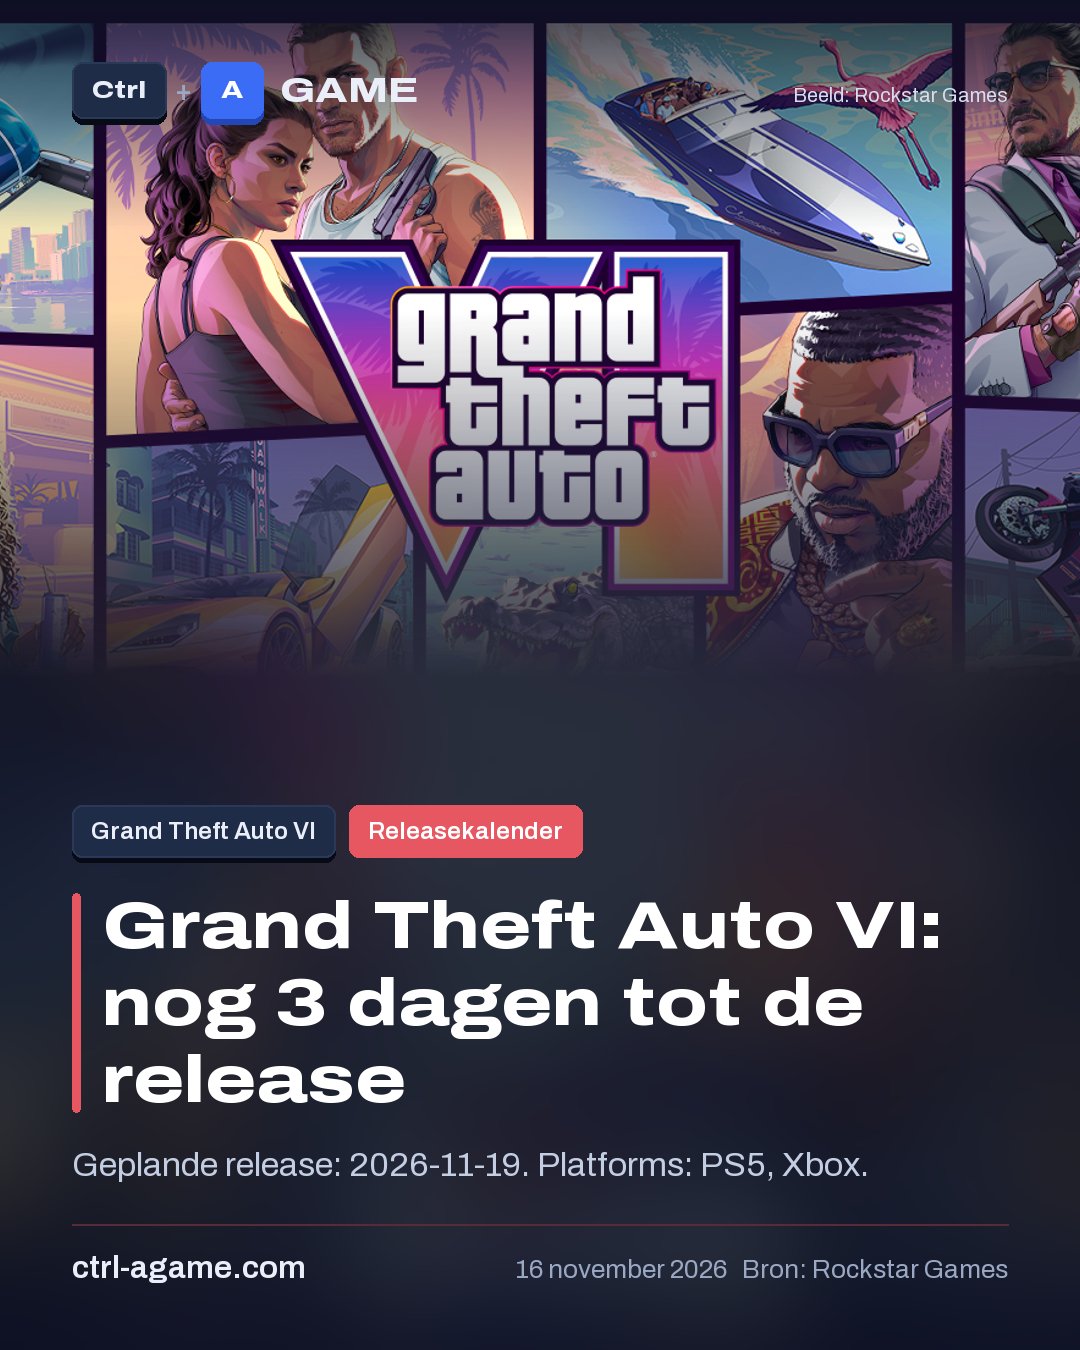 Ctrl + A GAME
Beeld: Rockstar Games
VI
grand
theft
auto
Grand Theft Auto VI
Releasekalender
Grand Theft Auto VI:
nog 3 dagen tot de
release
Geplande release: 2026-11-19. Platforms: PS5, Xbox.
ctrl-agame.com
16 november 2026 Bron: Rockstar Games